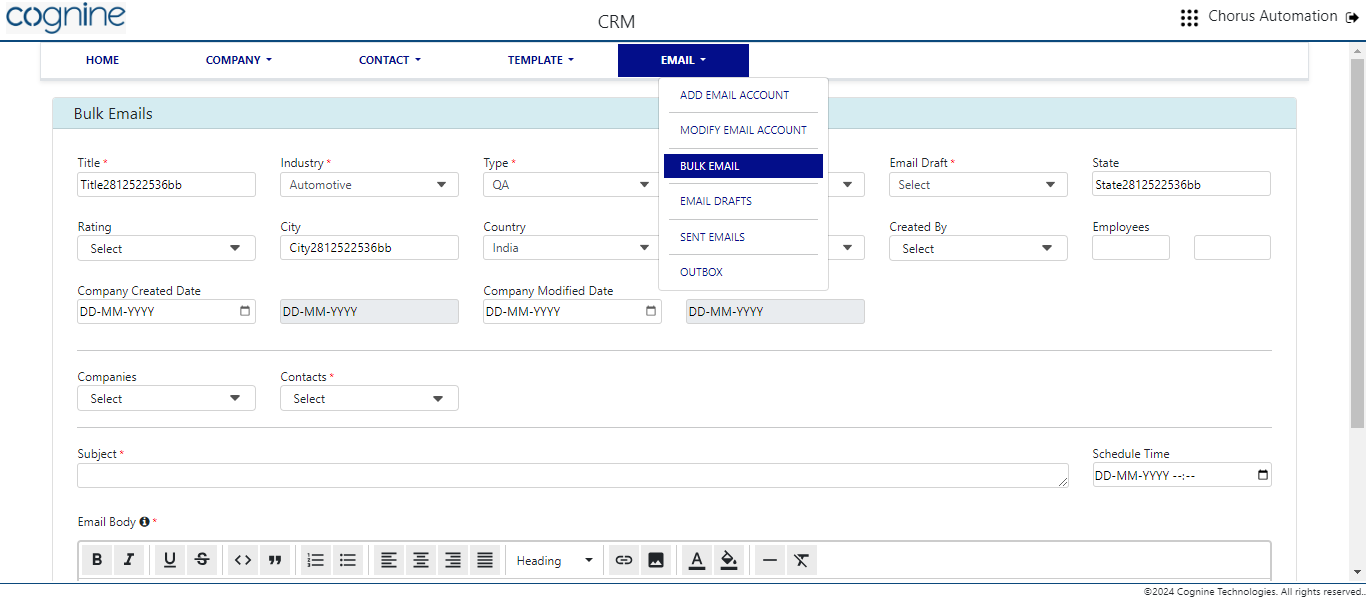 cognine
CRM
Chorus Automation
HOME COMPANY CONTACT TEMPLATE EMAIL
ADD EMAIL ACCOUNT
MODIFY EMAIL ACCOUNT
BULK EMAIL
EMAIL DRAFTS
SENT EMAILS
OUTBOX
Bulk Emails
Title * Industry * Type * Email Draft * State
Title2812522536bb Automotive QA Select State2812522536bb
Rating City Country Created By Employees
Select City2812522536bb India Select
Company Created Date Company Modified Date
DD-MM-YYYY DD-MM-YYYY DD-MM-YYYY DD-MM-YYYY
Companies Contacts *
Select Select
Subject * Schedule Time
DD-MM-YYYY --:--
Email Body *
B I U S Heading A
©2024 Cognine Technologies. All rights reserved..